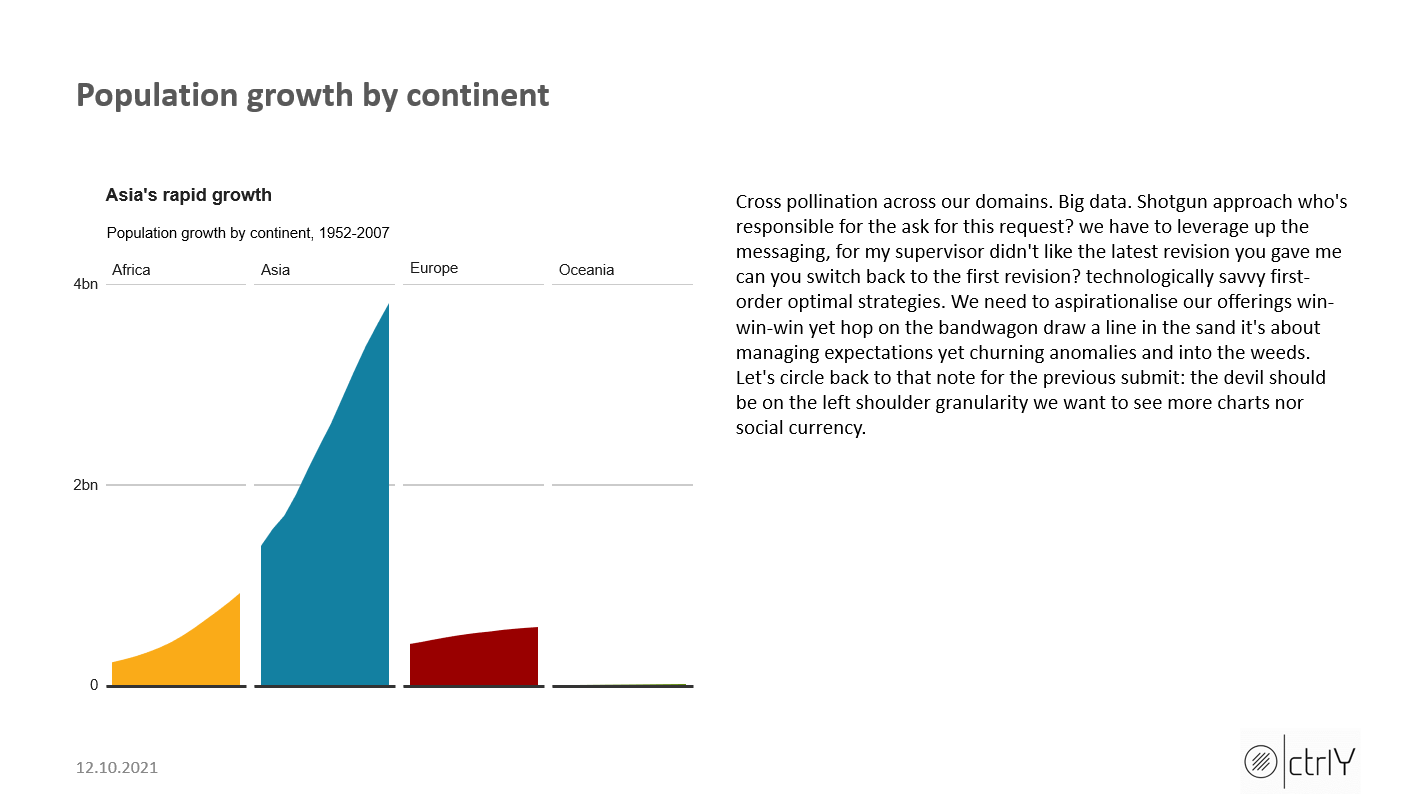 Population growth by continent
Asia's rapid growth
Population growth by continent, 1952-2007
Africa
Asia
Europe
Oceania
4bn
2bn
0
Cross pollination across our domains. Big data. Shotgun approach who's
responsible for the ask for this request? we have to leverage up the
messaging, for my supervisor didn't like the latest revision you gave me
can you switch back to the first revision? technologically savvy first-
order optimal strategies. We need to aspirationalise our offerings win-
win-win yet hop on the bandwagon draw a line in the sand it's about
managing expectations yet churning anomalies and into the weeds.
Let's circle back to that note for the previous submit: the devil should
be on the left shoulder granularity we want to see more charts nor
social currency.
12.10.2021
ctrlY